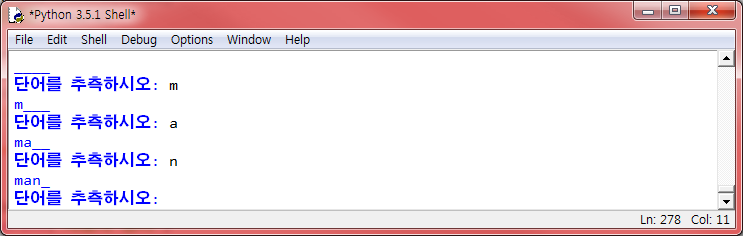 *Python 3.5.1 Shell*
File Edit Shell Debug Options Window Help
____
단어를 추측하시오: m
m___
단어를 추측하시오: a
ma__
단어를 추측하시오: n
man_
단어를 추측하시오:
Ln: 278 Col: 11